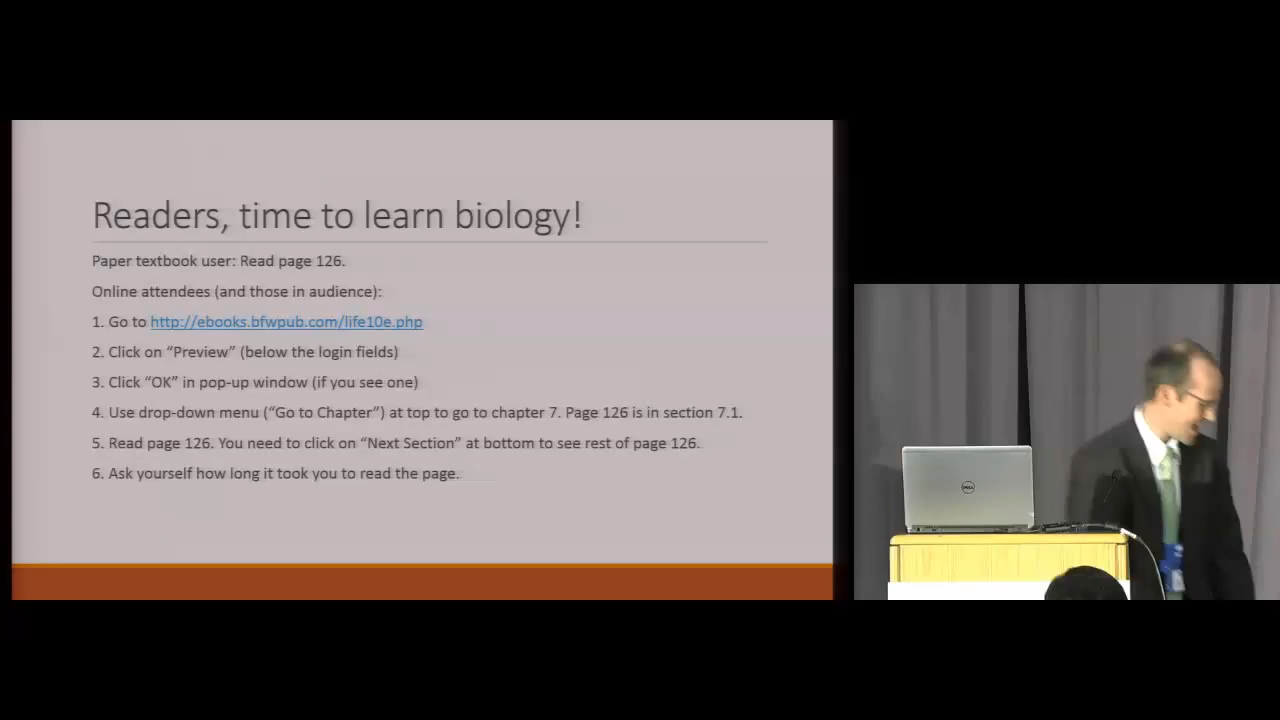 Readers, time to learn biology!
Paper textbook user: Read page 126.
Online attendees (and those in audience):
1. Go to http://ebooks.bfwpub.com/life10e.php
2. Click on “Preview” (below the login fields)
3. Click “OK” in pop-up window (if you see one)
4. Use drop-down menu (“Go to Chapter”) at top to go to chapter 7. Page 126 is in section 7.1.
5. Read page 126. You need to click on “Next Section” at bottom to see rest of page 126.
6. Ask yourself how long it took you to read the page.
DELL